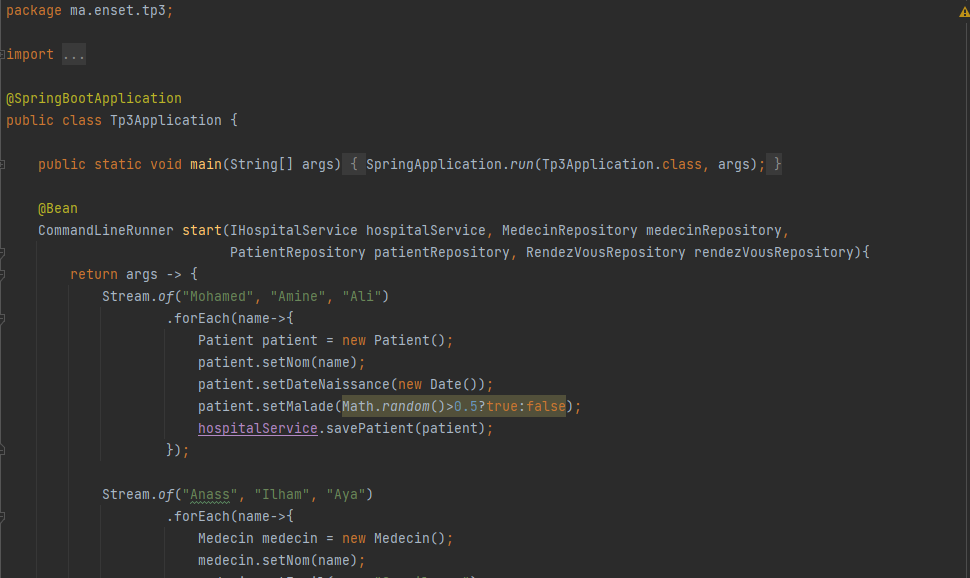 package ma.enset.tp3;
import ...
@SpringBootApplication
public class Tp3Application {
public static void main(String[] args) { SpringApplication.run(Tp3Application.class, args); }
@Bean
CommandLineRunner start(IHospitalService hospitalService, MedecinRepository medecinRepository,
PatientRepository patientRepository, RendezVousRepository rendezVousRepository){
return args -> {
Stream.of("Mohamed", "Amine", "Ali")
.forEach(name->{
Patient patient = new Patient();
patient.setNom(name);
patient.setDateNaissance(new Date());
patient.setMalade(Math.random()>0.5?true:false);
hospitalService.savePatient(patient);
});
Stream.of("Anass", "Ilham", "Aya")
.forEach(name->{
Medecin medecin = new Medecin();
medecin.setNom(name);